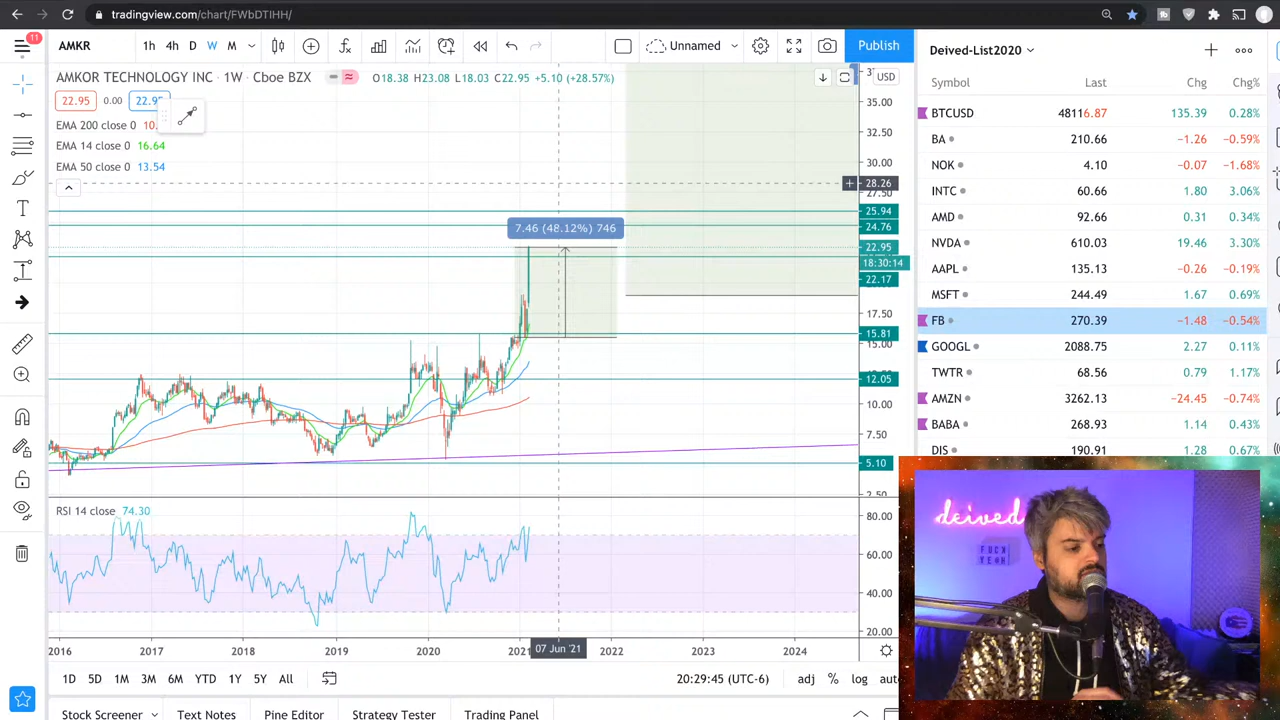 tradingview.com/chart/FWbDTIHH/
11
AMKR 1h 4h D W M Unnamed Publish
AMKOR TECHNOLOGY INC · 1W · Cboe BZX O18.38 H23.08 L18.03 C22.95 +5.10 (+28.57%) USD
22.95 0.00 22.95
EMA 200 close 0 10.
EMA 14 close 0 16.64
EMA 50 close 0 13.54
7.46 (48.12%) 746
35.00
32.50
30.00
28.26
27.50
25.94
24.76
22.95
18:30:14
22.17
17.50
15.81
15.00
12.05
10.00
7.50
5.10
2.50
RSI 14 close 74.30
80.00
60.00
40.00
20.00
2016 2017 2018 2019 2020 2021 07 Jun '21 2022 2023 2024
1D 5D 1M 3M 6M YTD 1Y 5Y All 20:29:45 (UTC-6) adj % log auto
Stock Screener Text Notes Pine Editor Strategy Tester Trading Panel
Deived-List2020
Symbol Last Chg Chg%
BTCUSD 48116.87 135.39 0.28%
BA 210.66 −1.26 −0.59%
NOK 4.10 −0.07 −1.68%
INTC 60.66 1.80 3.06%
AMD 92.66 0.31 0.34%
NVDA 610.03 19.46 3.30%
AAPL 135.13 −0.26 −0.19%
MSFT 244.49 1.67 0.69%
FB 270.39 −1.48 −0.54%
GOOGL 2088.75 2.27 0.11%
TWTR 68.56 0.79 1.17%
AMZN 3262.13 −24.45 −0.74%
BABA 268.93 1.14 0.43%
DIS 190.91 1.28 0.67%
deived
FUCK
YEAH